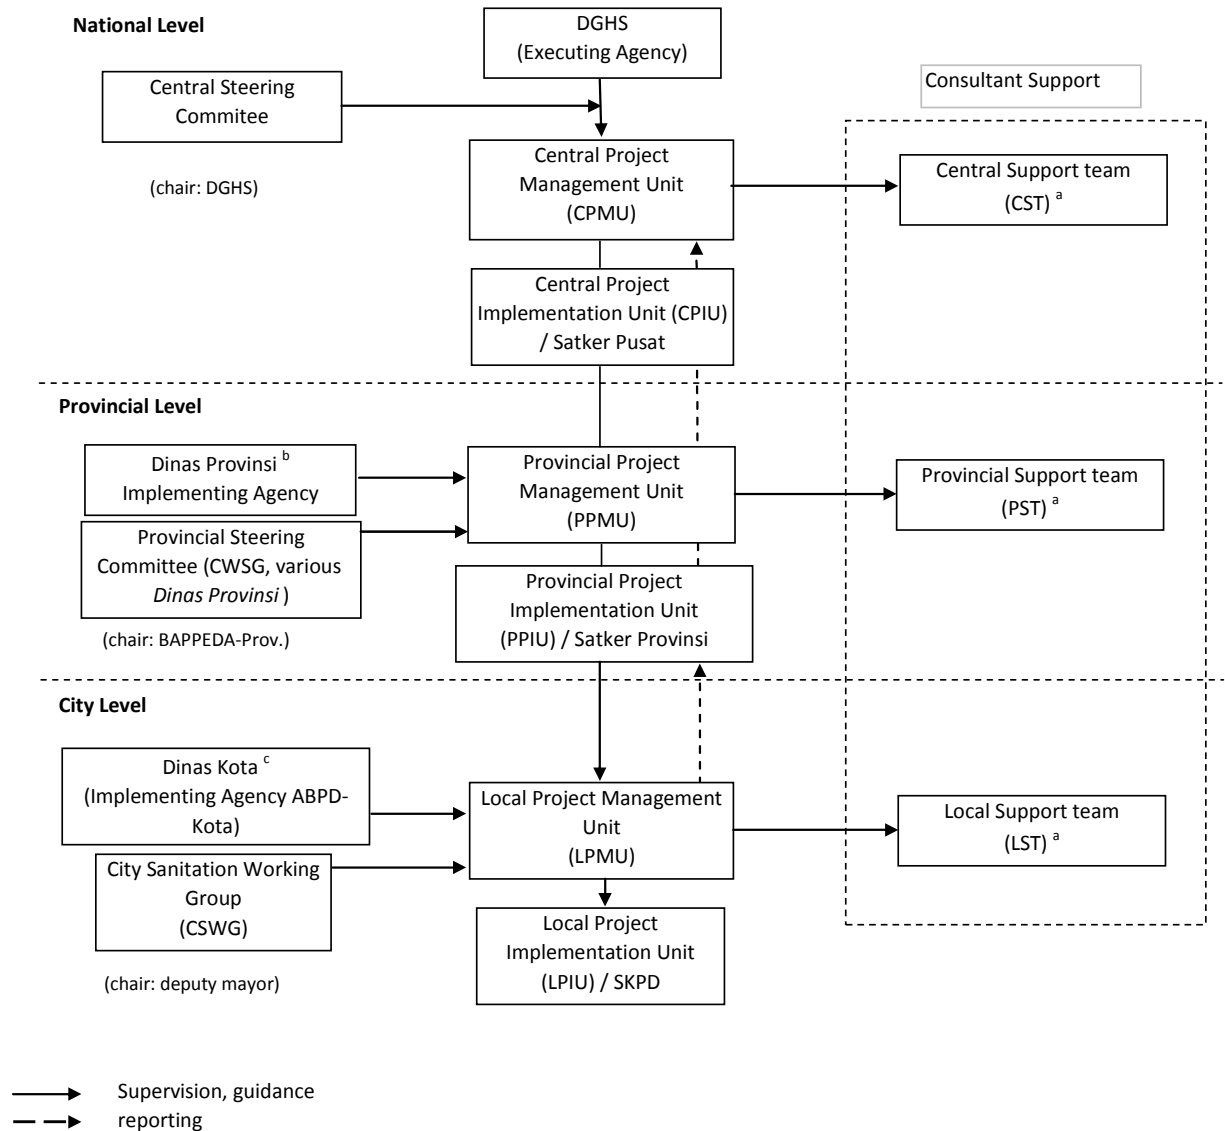 National Level
DGHS
(Executing Agency)
Central Steering
Commitee
(chair: DGHS)
Consultant Support
Central Project
Management Unit
(CPMU)
Central Support team
(CST) a
Central Project
Implementation Unit (CPIU)
/ Satker Pusat
Provincial Level
Dinas Provinsi b
Implementing Agency
Provincial Steering
Committee (CWSG, various
Dinas Provinsi )
(chair: BAPPEDA-Prov.)
Provincial Project
Management Unit
(PPMU)
Provincial Support team
(PST) a
Provincial Project
Implementation Unit
(PPIU) / Satker Provinsi
City Level
Dinas Kota c
(Implementing Agency ABPD-
Kota)
City Sanitation Working
Group
(CSWG)
(chair: deputy mayor)
Local Project Management
Unit
(LPMU)
Local Support team
(LST) a
Local Project
Implementation Unit
(LPIU) / SKPD
Supervision, guidance
reporting